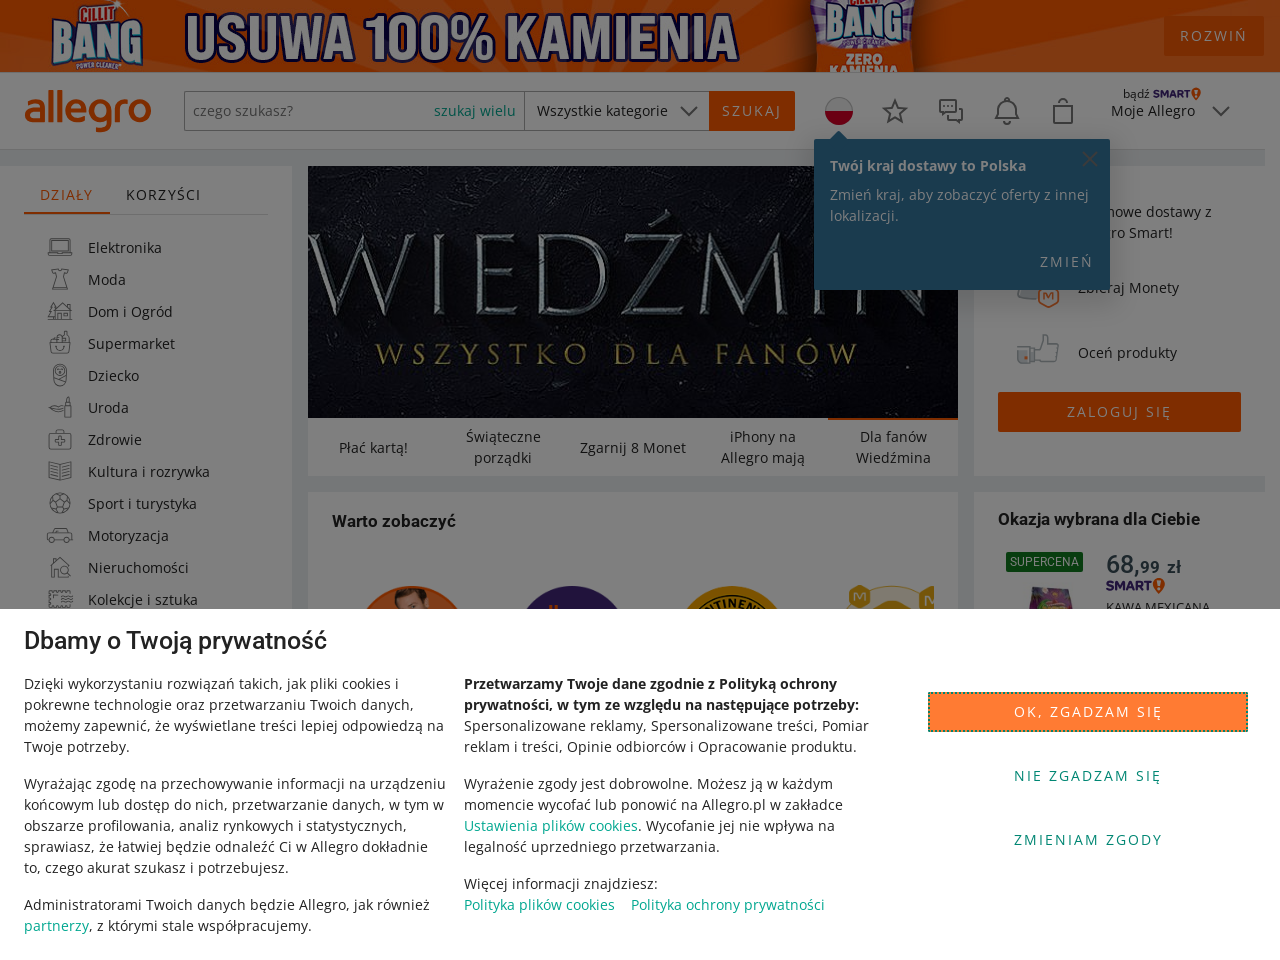 CILLIT
BANG
POWER CLEANER
USUWA 100% KAMIENIA
CILLIT
BANG
ZERO
KAMIENIA
ROZWIŃ
allegro
czego szukasz?
szukaj wielu
Wszystkie kategorie
SZUKAJ
bądź SMART!
Moje Allegro
Twój kraj dostawy to Polska
Zmień kraj, aby zobaczyć oferty z innej
lokalizacji.
ZMIEŃ
DZIAŁY
KORZYŚCI
Elektronika
Moda
Dom i Ogród
Supermarket
Dziecko
Uroda
Zdrowie
Kultura i rozrywka
Sport i turystyka
Motoryzacja
Nieruchomości
Kolekcje i sztuka
WIEDŹMIN
WSZYSTKO DLA FANÓW
Płać kartą!
Świąteczne
porządki
Zgarnij 8 Monet
iPhony na
Allegro mają
Dla fanów
Wiedźmina
mowe dostawy z
ro Smart!
Zbieraj Monety
Oceń produkty
ZALOGUJ SIĘ
Warto zobaczyć
Okazja wybrana dla Ciebie
SUPERCENA
68,99 zł
SMART!
KAWA MEXICANA
Dbamy o Twoją prywatność
Dzięki wykorzystaniu rozwiązań takich, jak pliki cookies i
pokrewne technologie oraz przetwarzaniu Twoich danych,
możemy zapewnić, że wyświetlane treści lepiej odpowiedzą na
Twoje potrzeby.
Wyrażając zgodę na przechowywanie informacji na urządzeniu
końcowym lub dostęp do nich, przetwarzanie danych, w tym w
obszarze profilowania, analiz rynkowych i statystycznych,
sprawiasz, że łatwiej będzie odnaleźć Ci w Allegro dokładnie
to, czego akurat szukasz i potrzebujesz.
Administratorami Twoich danych będzie Allegro, jak również
partnerzy, z którymi stale współpracujemy.
Przetwarzamy Twoje dane zgodnie z Polityką ochrony
prywatności, w tym ze względu na następujące potrzeby:
Spersonalizowane reklamy, Spersonalizowane treści, Pomiar
reklam i treści, Opinie odbiorców i Opracowanie produktu.
Wyrażenie zgody jest dobrowolne. Możesz ją w każdym
momencie wycofać lub ponowić na Allegro.pl w zakładce
Ustawienia plików cookies. Wycofanie jej nie wpływa na
legalność uprzedniego przetwarzania.
Więcej informacji znajdziesz:
Polityka plików cookies Polityka ochrony prywatności
OK, ZGADZAM SIĘ
NIE ZGADZAM SIĘ
ZMIENIAM ZGODY